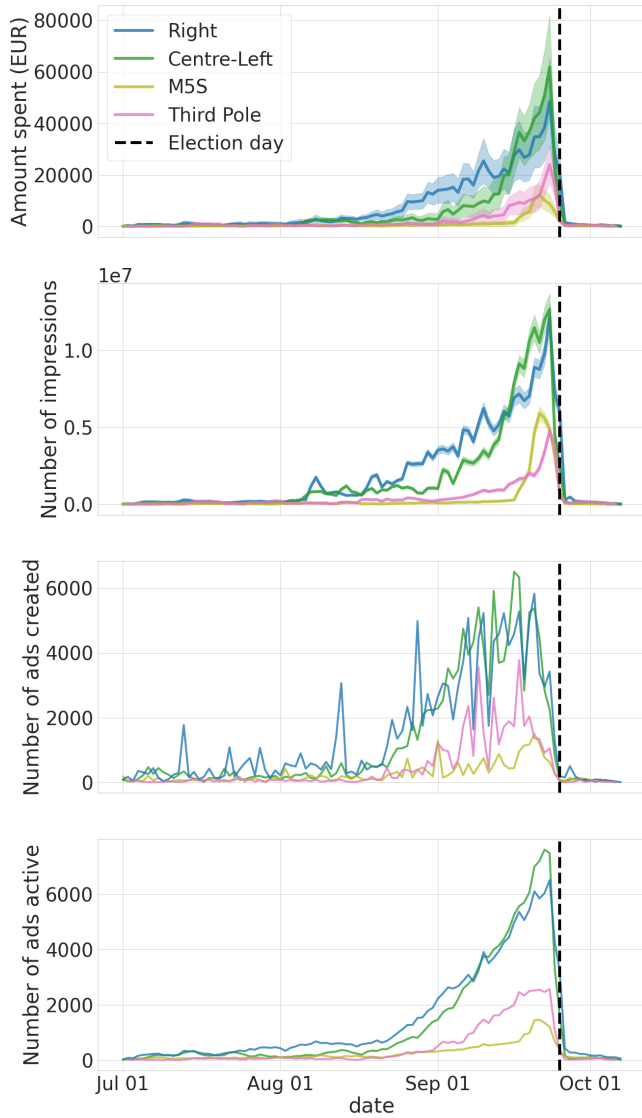 Amount spent (EUR)
80000
60000
40000
20000
0
Right
Centre-Left
M5S
Third Pole
Election day
1e7
Number of impressions
1.0
0.5
0.0
Number of ads created
6000
4000
2000
0
Number of ads active
6000
4000
2000
0
Jul 01
Aug 01
Sep 01
Oct 01
date